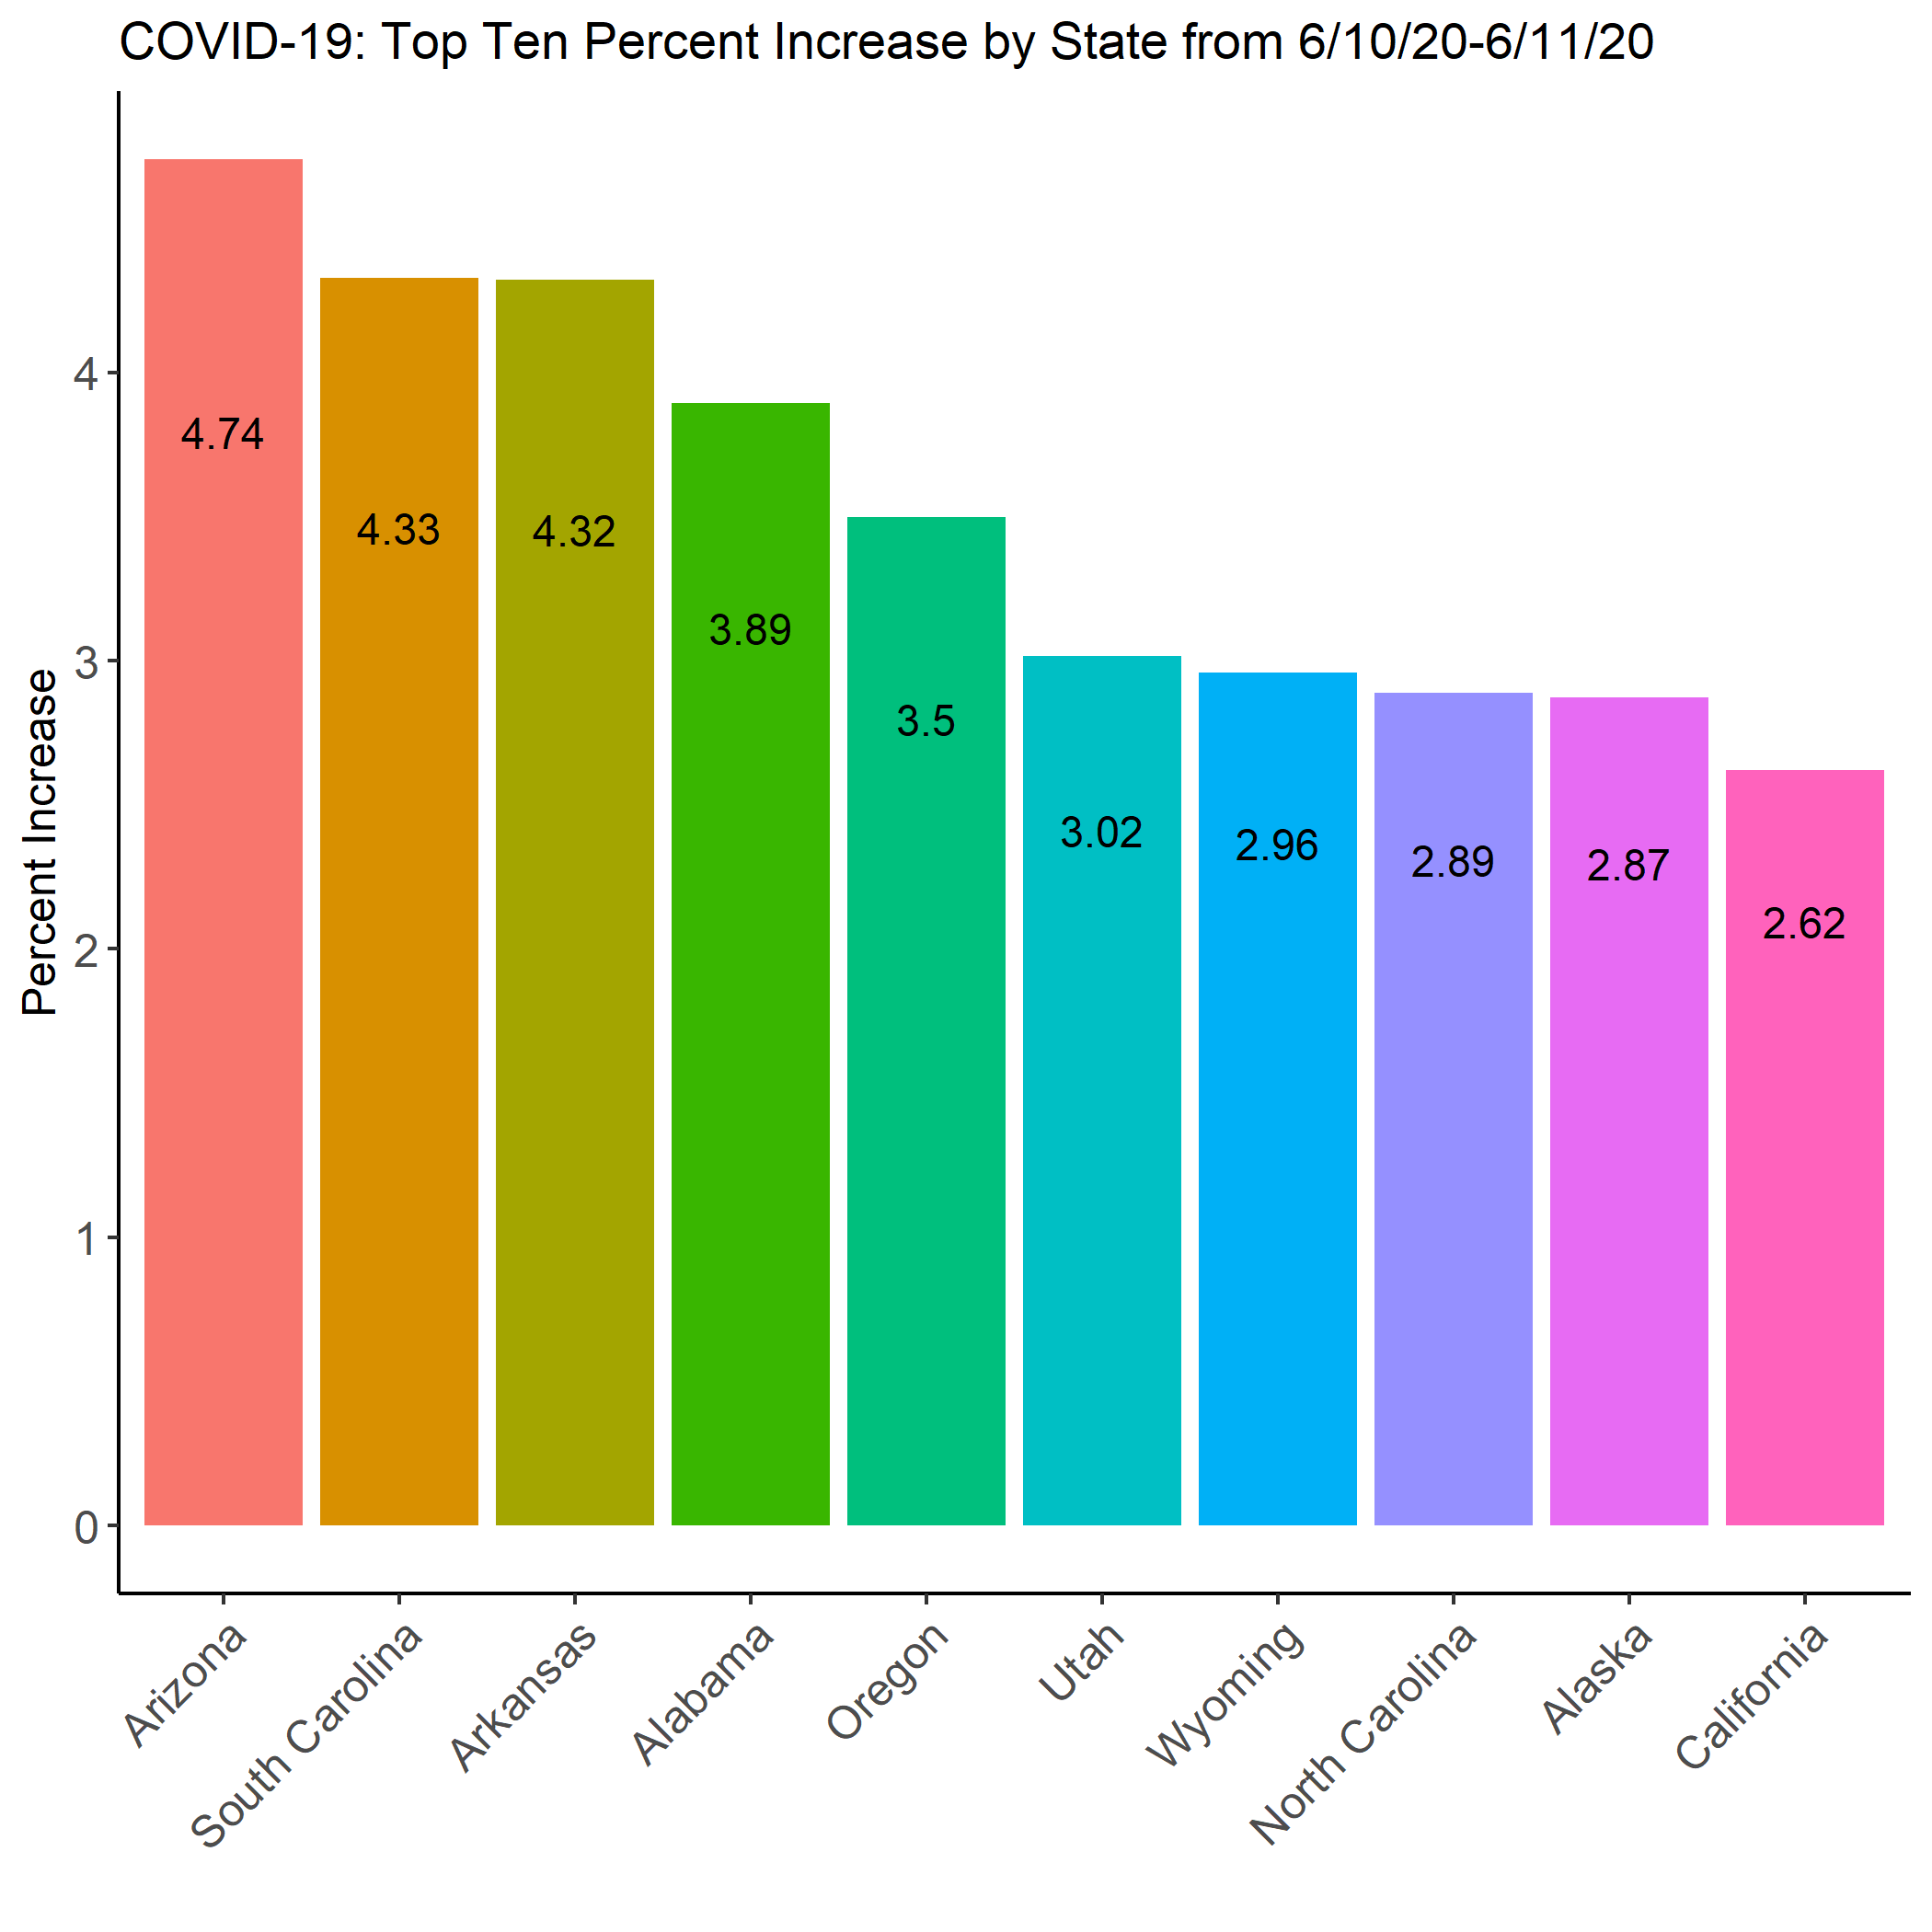 COVID-19: Top Ten Percent Increase by State from 6/10/20-6/11/20
Percent Increase
4
3
2
1
0
4.74
4.33
4.32
3.89
3.5
3.02
2.96
2.89
2.87
2.62
Arizona
South Carolina
Arkansas
Alabama
Oregon
Utah
Wyoming
North Carolina
Alaska
California